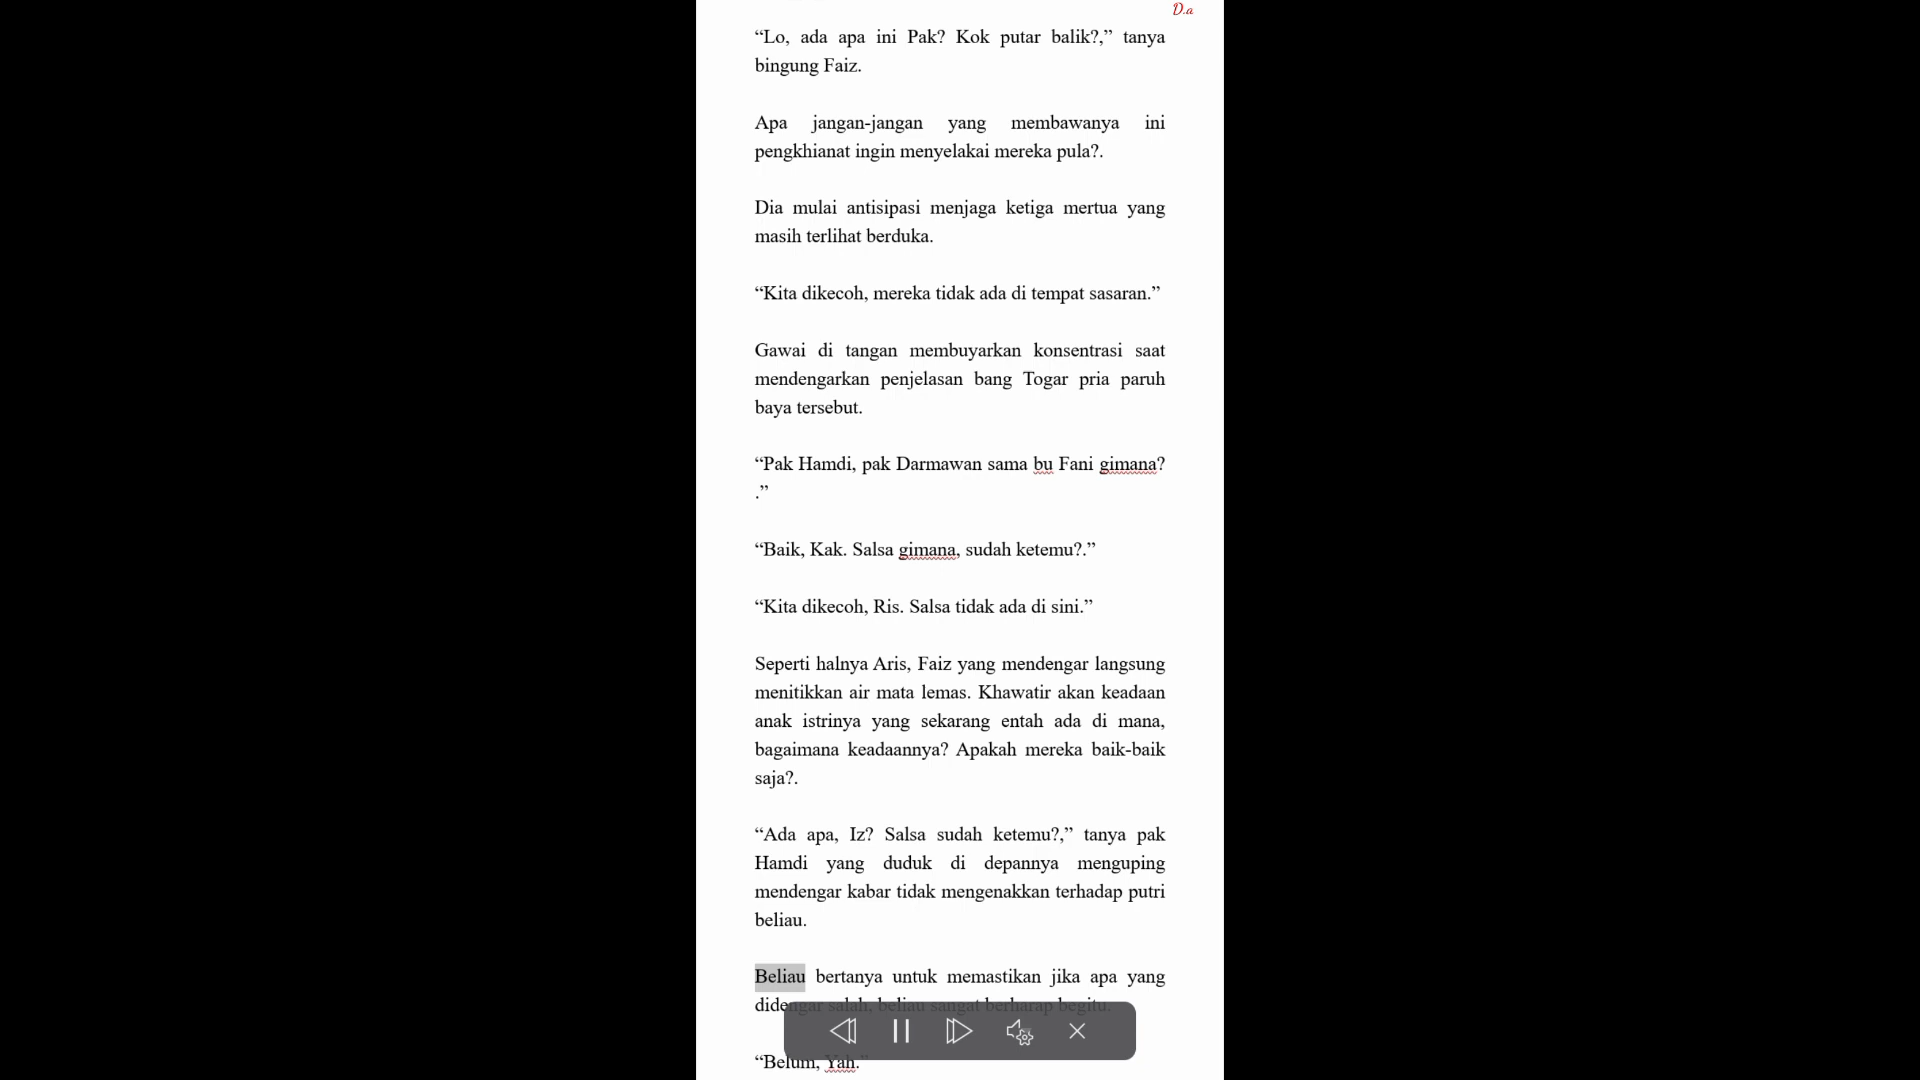 D.a
“Lo, ada apa ini Pak? Kok putar balik?,” tanya
bingung Faiz.
Apa jangan-jangan yang membawanya ini
pengkhianat ingin menyelakai mereka pula?.
Dia mulai antisipasi menjaga ketiga mertua yang
masih terlihat berduka.
“Kita dikecoh, mereka tidak ada di tempat sasaran.”
Gawai di tangan membuyarkan konsentrasi saat
mendengarkan penjelasan bang Togar pria paruh
baya tersebut.
“Pak Hamdi, pak Darmawan sama bu Fani gimana?
.”
“Baik, Kak. Salsa gimana, sudah ketemu?.”
“Kita dikecoh, Ris. Salsa tidak ada di sini.”
Seperti halnya Aris, Faiz yang mendengar langsung
menitikkan air mata lemas. Khawatir akan keadaan
anak istrinya yang sekarang entah ada di mana,
bagaimana keadaannya? Apakah mereka baik-baik
saja?.
“Ada apa, Iz? Salsa sudah ketemu?,” tanya pak
Hamdi yang duduk di depannya menguping
mendengar kabar tidak mengenakkan terhadap putri
beliau.
Beliau bertanya untuk memastikan jika apa yang
didengar salah, beliau sangat berharap begitu.
“Belum, Yah.”